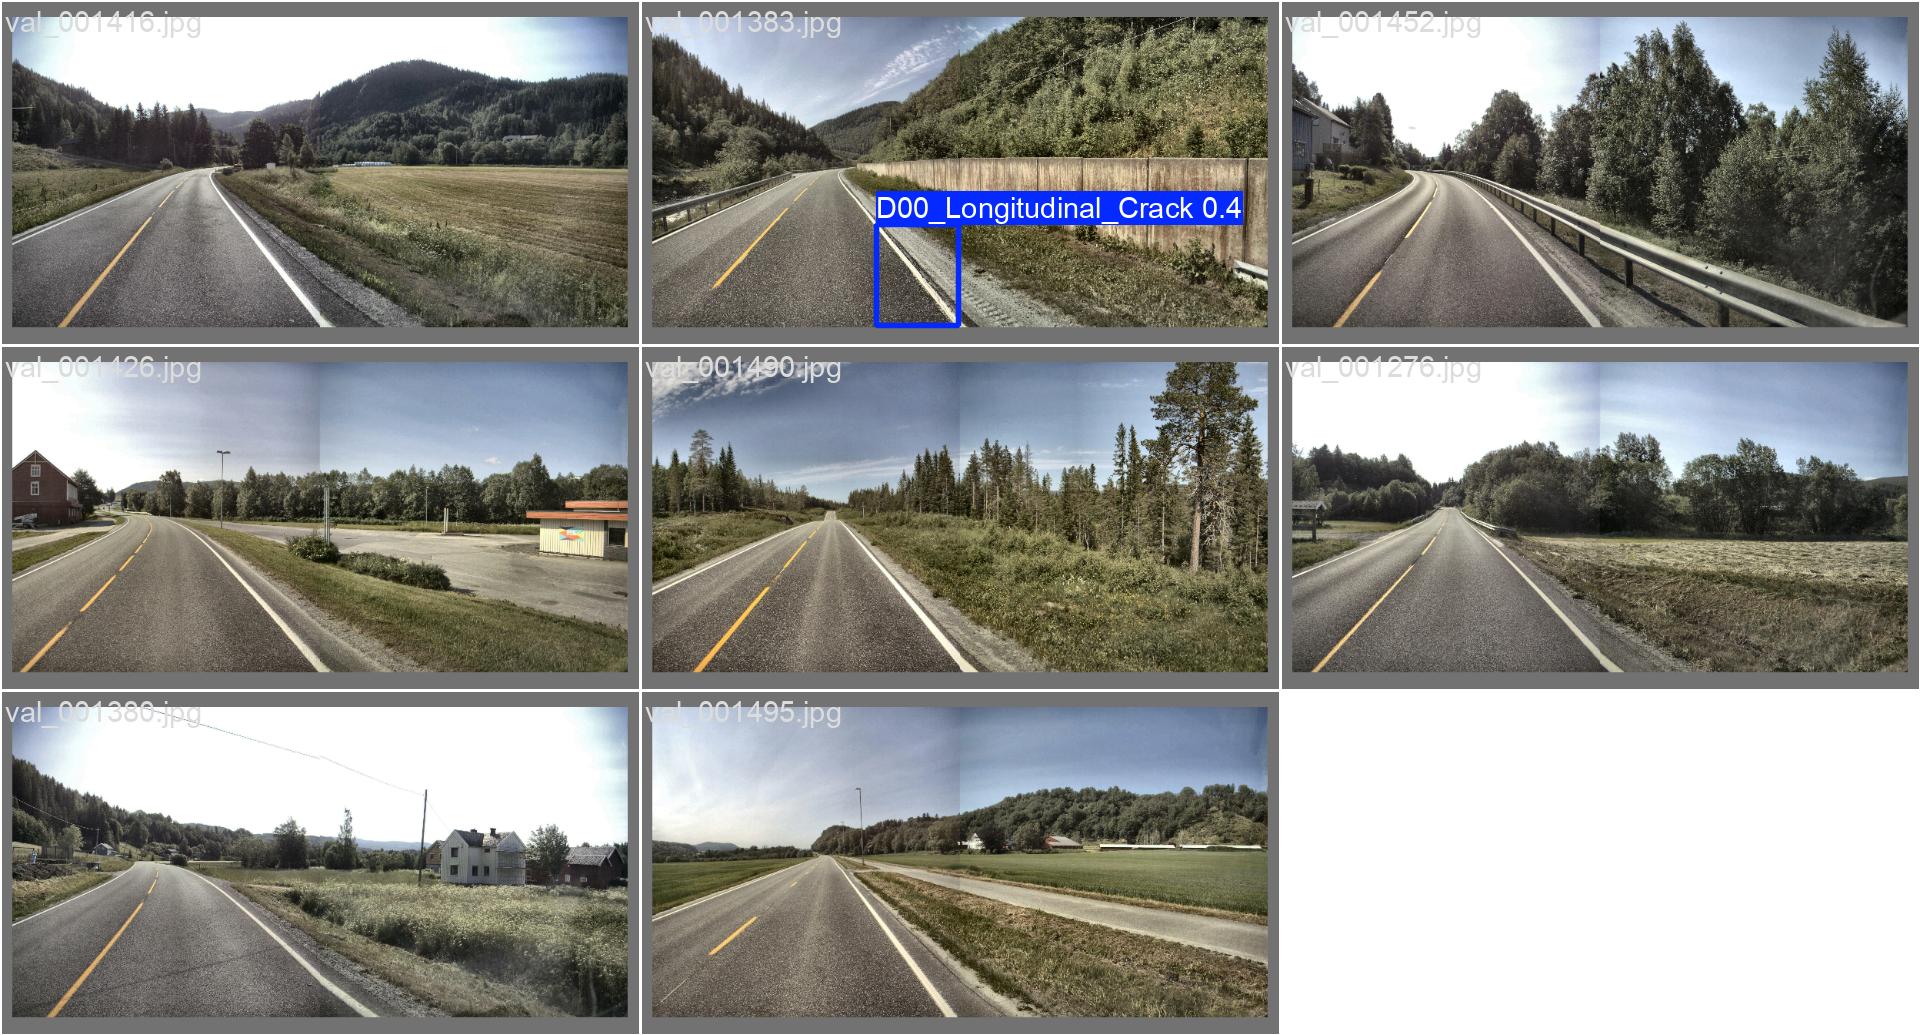 val_001416.jpg
val_001383.jpg
val_001452.jpg
D00_Longitudinal_Crack 0.4
val_001426.jpg
val_001490.jpg
val_001276.jpg
val_001380.jpg
val_001495.jpg